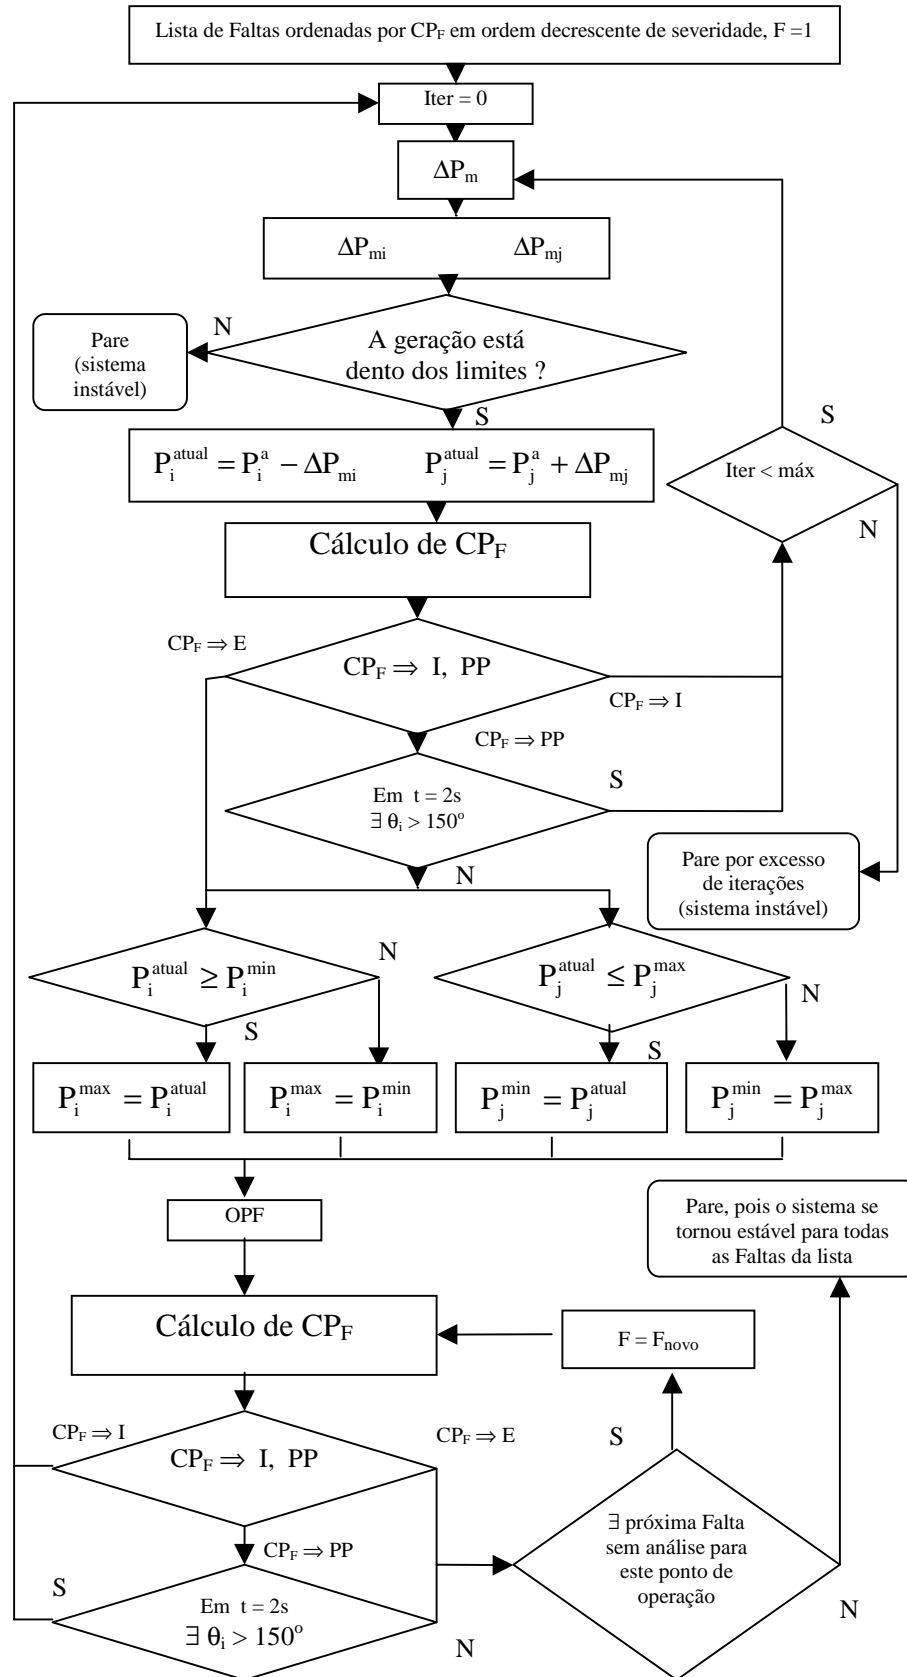 Lista de Faltas ordenadas por CP_F em ordem decrescente de severidade, F =1
Iter = 0
ΔP_m
ΔP_mi ΔP_mj
N
Pare
(sistema
instável)
A geração está
dento dos limites ?
S
P_i^atual = P_i^a − ΔP_mi P_j^atual = P_j^a + ΔP_mj
S
Iter < máx
N
Cálculo de CP_F
CP_F ⇒ E
CP_F ⇒ I, PP
CP_F ⇒ I
CP_F ⇒ PP
S
Em t = 2s
∃ θ_i > 150º
N
Pare por excesso
de iterações
(sistema instável)
P_i^atual ≥ P_i^min
N
S
P_j^atual ≤ P_j^max
N
S
P_i^max = P_i^atual
P_i^max = P_i^min
P_j^min = P_j^atual
P_j^min = P_j^max
OPF
Pare, pois o sistema se
tornou estável para todas
as Faltas da lista
Cálculo de CP_F
F = F_novo
CP_F ⇒ I
CP_F ⇒ I, PP
CP_F ⇒ E
S
∃ próxima Falta
sem análise para
este ponto de
operação
N
CP_F ⇒ PP
S
Em t = 2s
∃ θ_i > 150º
N